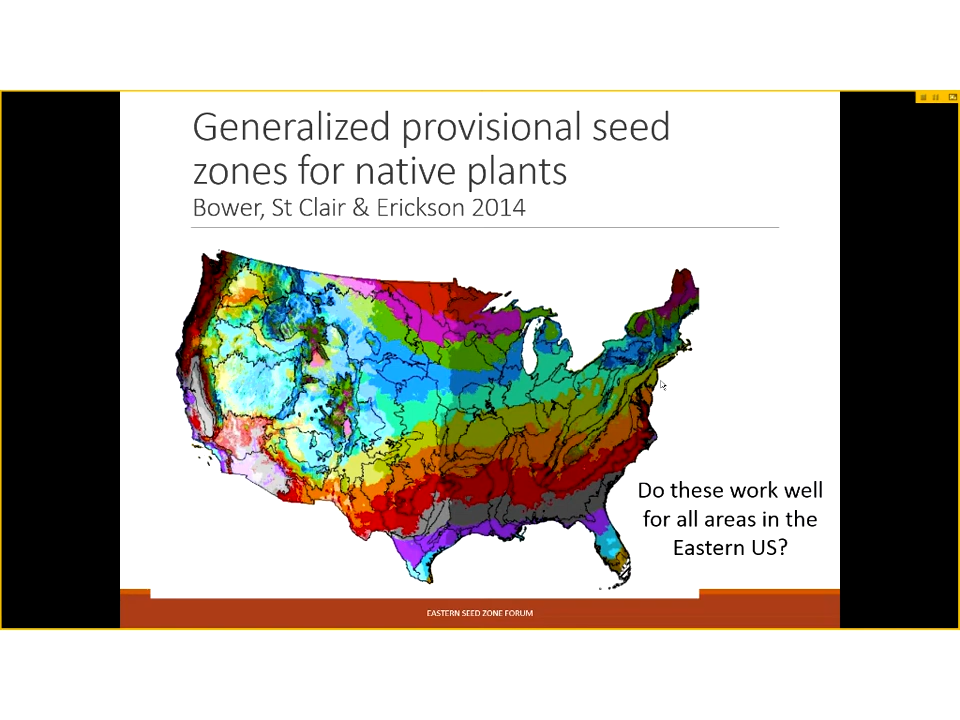 Generalized provisional seed
zones for native plants
Bower, St Clair & Erickson 2014
Do these work well
for all areas in the
Eastern US?
EASTERN SEED ZONE FORUM